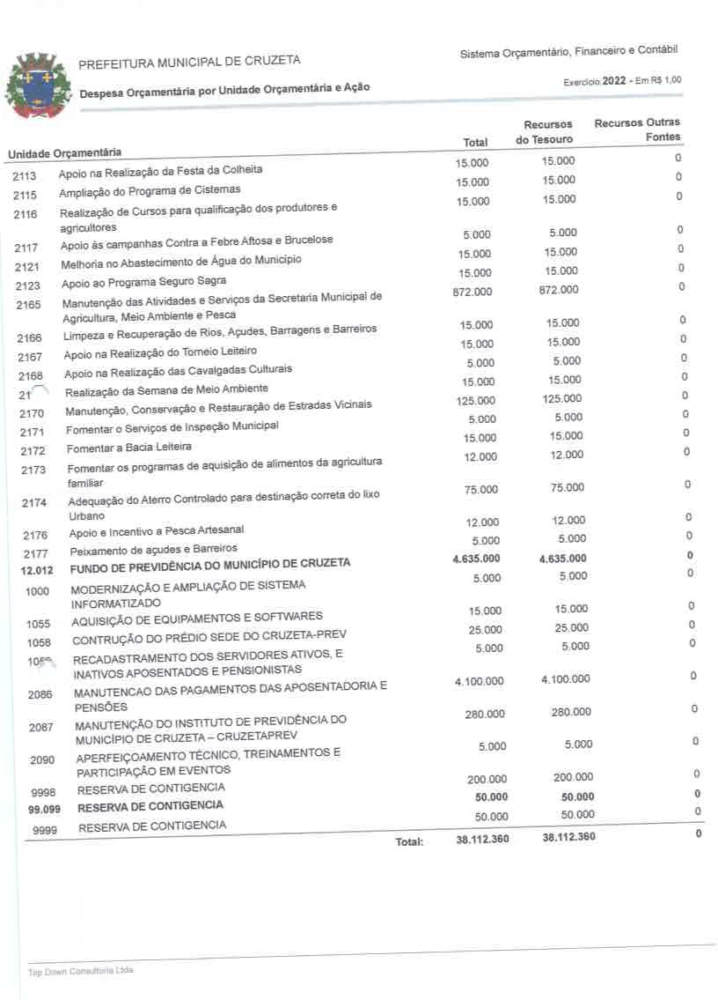 PREFEITURA MUNICIPAL DE CRUZETA
Sistema Orçamentário, Financeiro e Contábil
Despesa Orçamentária por Unidade Orçamentária e Ação
Exercício: 2022 - Em R$ 1,00
Unidade Orçamentária Total Recursos do Tesouro Recursos Outras Fontes
2113 Apoio na Realização da Festa da Colheita 15.000 15.000 0
2115 Ampliação do Programa de Cisternas 15.000 15.000 0
2116 Realização de Cursos para qualificação dos produtores e 15.000 15.000 0
agricultores
2117 Apoio às campanhas Contra a Febre Aftosa e Brucelose 5.000 5.000 0
2121 Melhoria no Abastecimento de Água do Município 15.000 15.000 0
2123 Apoio ao Programa Seguro Sagra 15.000 15.000 0
2165 Manutenção das Atividades e Serviços da Secretaria Municipal de 872.000 872.000 0
Agricultura, Meio Ambiente e Pesca
2166 Limpeza e Recuperação de Rios, Açudes, Barragens e Barreiros 15.000 15.000 0
2167 Apoio na Realização do Torneio Leiteiro 15.000 15.000 0
2168 Apoio na Realização das Cavalgadas Culturais 5.000 5.000 0
21 Realização da Semana de Meio Ambiente 15.000 15.000 0
2170 Manutenção, Conservação e Restauração de Estradas Vicinais 125.000 125.000 0
2171 Fomentar o Serviços de Inspeção Municipal 5.000 5.000 0
2172 Fomentar a Bacia Leiteira 15.000 15.000 0
2173 Fomentar os programas de aquisição de alimentos da agricultura 12.000 12.000 0
familiar
2174 Adequação do Aterro Controlado para destinação correta do lixo 75.000 75.000 0
Urbano
2176 Apoio e Incentivo a Pesca Artesanal 12.000 12.000 0
2177 Peixamento de açudes e Barreiros 5.000 5.000 0
12.012 FUNDO DE PREVIDÊNCIA DO MUNICÍPIO DE CRUZETA 4.635.000 4.635.000 0
1000 MODERNIZAÇÃO E AMPLIAÇÃO DE SISTEMA 5.000 5.000 0
INFORMATIZADO
1055 AQUISIÇÃO DE EQUIPAMENTOS E SOFTWARES 15.000 15.000 0
1058 CONTRUÇÃO DO PRÉDIO SEDE DO CRUZETA-PREV 25.000 25.000 0
RECADASTRAMENTO DOS SERVIDORES ATIVOS, E 5.000 5.000 0
INATIVOS APOSENTADOS E PENSIONISTAS
2086 MANUTENCAO DAS PAGAMENTOS DAS APOSENTADORIA E 4.100.000 4.100.000 0
PENSÕES
2087 MANUTENÇÃO DO INSTITUTO DE PREVIDÊNCIA DO 280.000 280.000 0
MUNICÍPIO DE CRUZETA – CRUZETAPREV
2090 APERFEIÇOAMENTO TÉCNICO, TREINAMENTOS E 5.000 5.000 0
PARTICIPAÇÃO EM EVENTOS
9998 RESERVA DE CONTIGENCIA 200.000 200.000 0
99.099 RESERVA DE CONTIGENCIA 50.000 50.000 0
9999 RESERVA DE CONTIGENCIA 50.000 50.000 0
Total: 38.112.360 38.112.360 0
Top Down Consultoria Ltda.